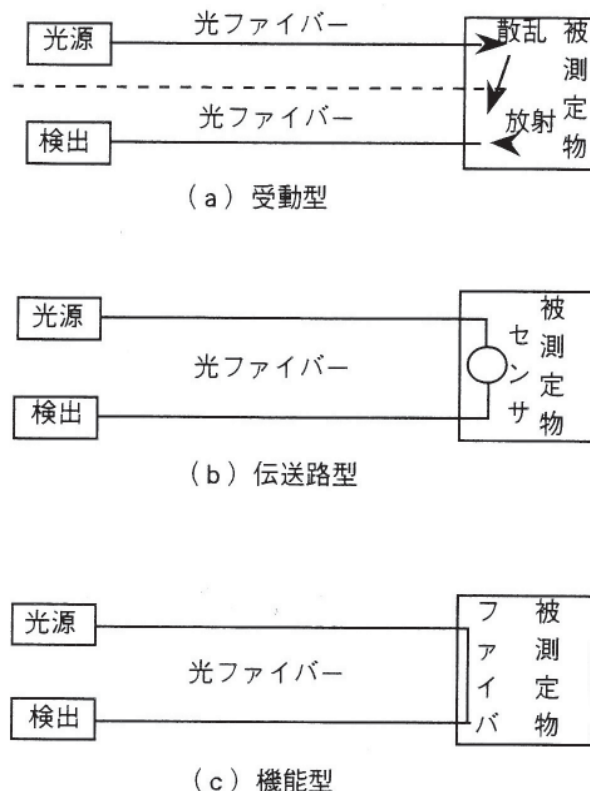 光源
光ファイバー
散乱
被測定物
光ファイバー
検出
放射
(a) 受動型
光源
光ファイバー
検出
センサ
被測定物
(b) 伝送路型
光源
光ファイバー
検出
ファイバ
被測定物
(c) 機能型